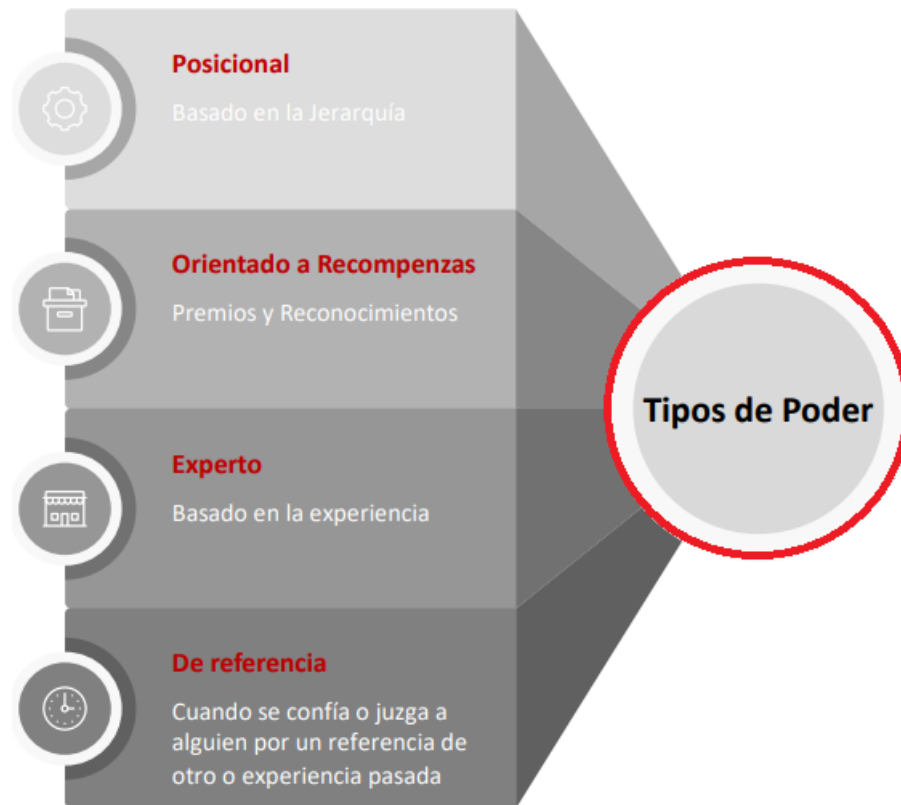 Posicional
Basado en la Jerarquía
Orientado a Recompenzas
Premios y Reconocimientos
Experto
Basado en la experiencia
De referencia
Cuando se confía o juzga a
alguien por un referencia de
otro o experiencia pasada
Tipos de Poder